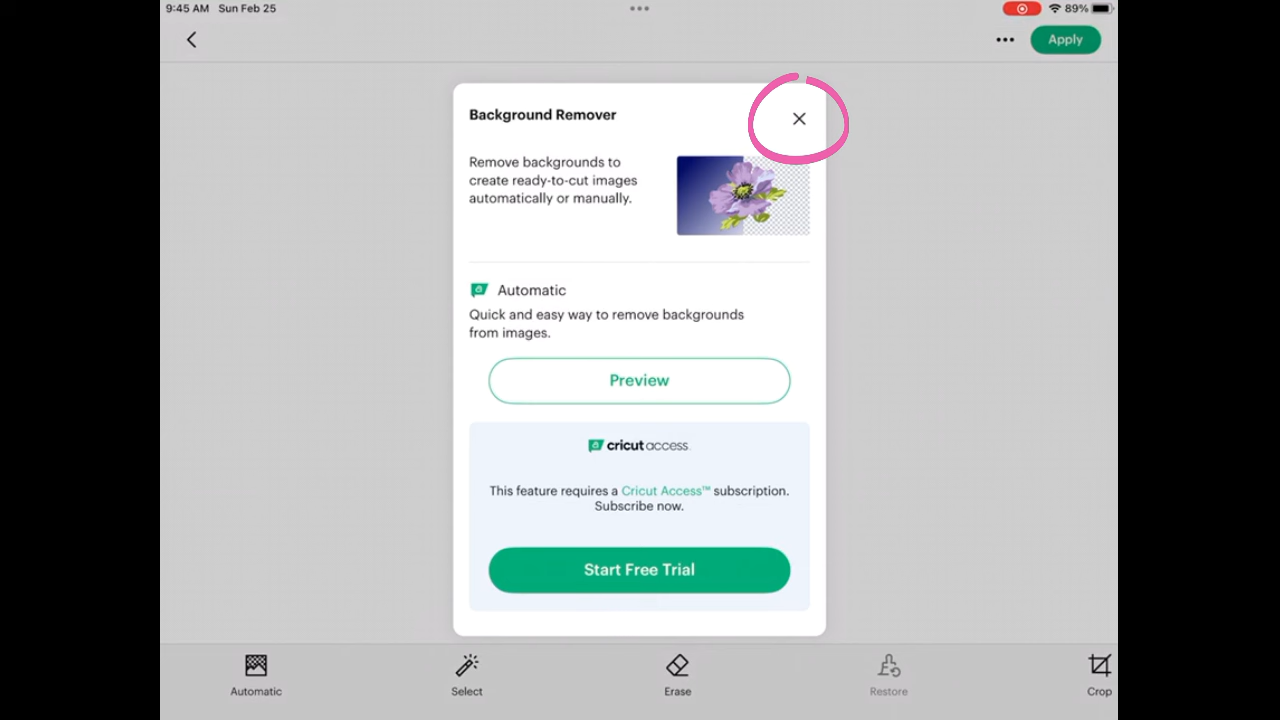 9:45 AM Sun Feb 25
89%
Apply
Background Remover
Remove backgrounds to
create ready-to-cut images
automatically or manually.
Automatic
Quick and easy way to remove backgrounds
from images.
Preview
cricut access
This feature requires a Cricut Access™ subscription.
Subscribe now.
Start Free Trial
Automatic Select Erase Restore Crop